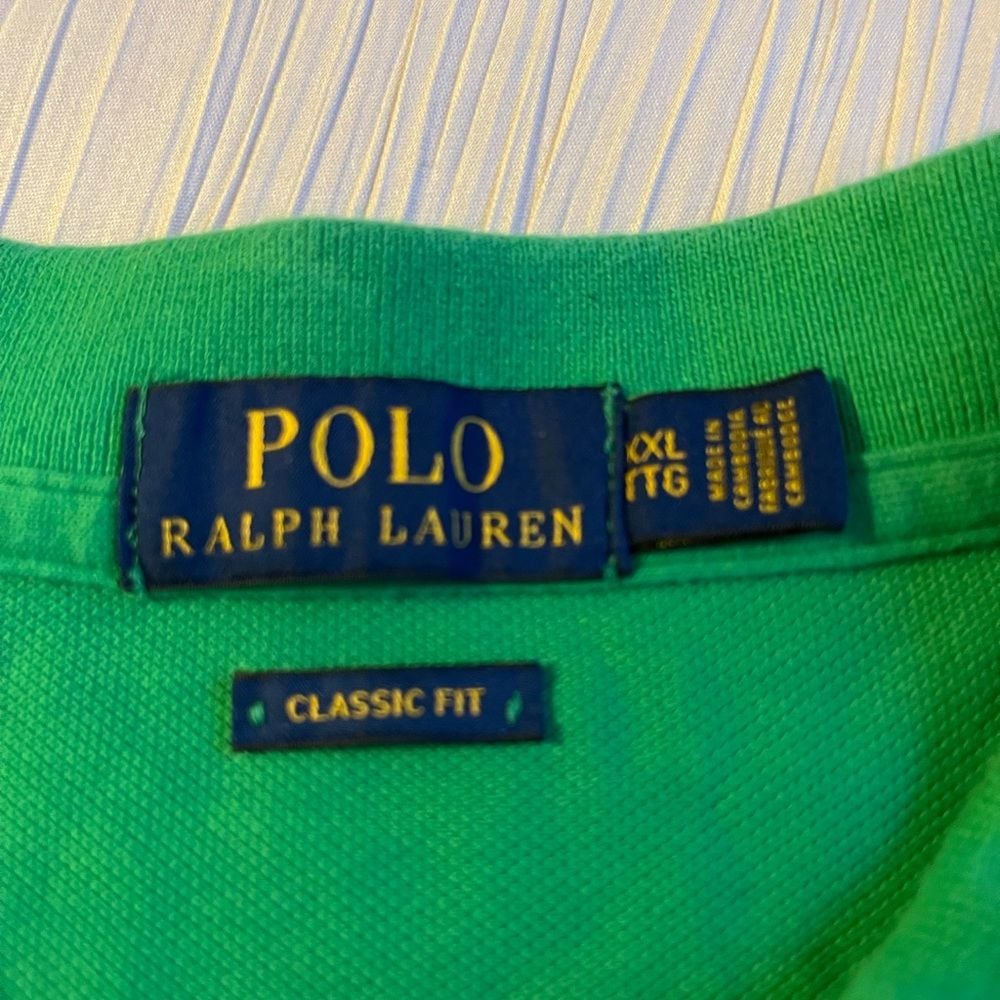 POLO
RALPH LAUREN
XXL
TTG
MADE IN
CAMBODIA
FABRIQUÉ AU
CAMBODGE
CLASSIC FIT